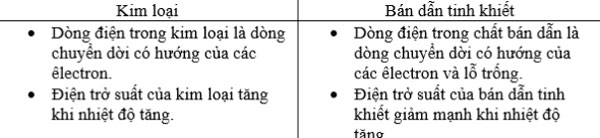 Kim loại
Bán dẫn tinh khiết
• Dòng điện trong kim loại là dòng
chuyển dời có hướng của các
êlectron.
• Điện trở suất của kim loại tăng
khi nhiệt độ tăng.
• Dòng điện trong chất bán dẫn là
dòng chuyển dời có hướng của
các êlectron và lỗ trống.
• Điện trở suất của bán dẫn tinh
khiết giảm mạnh khi nhiệt độ
tăng